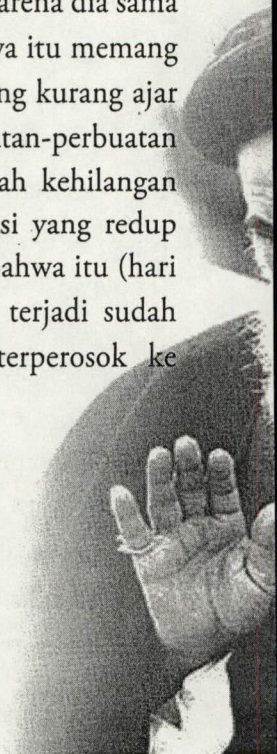 arena dia sama
wa itu memang
ng kurang ajar
atan-perbuatan
ah kehilangan
si yang redup
ahwa itu (hari
terjadi sudah
terperosok ke